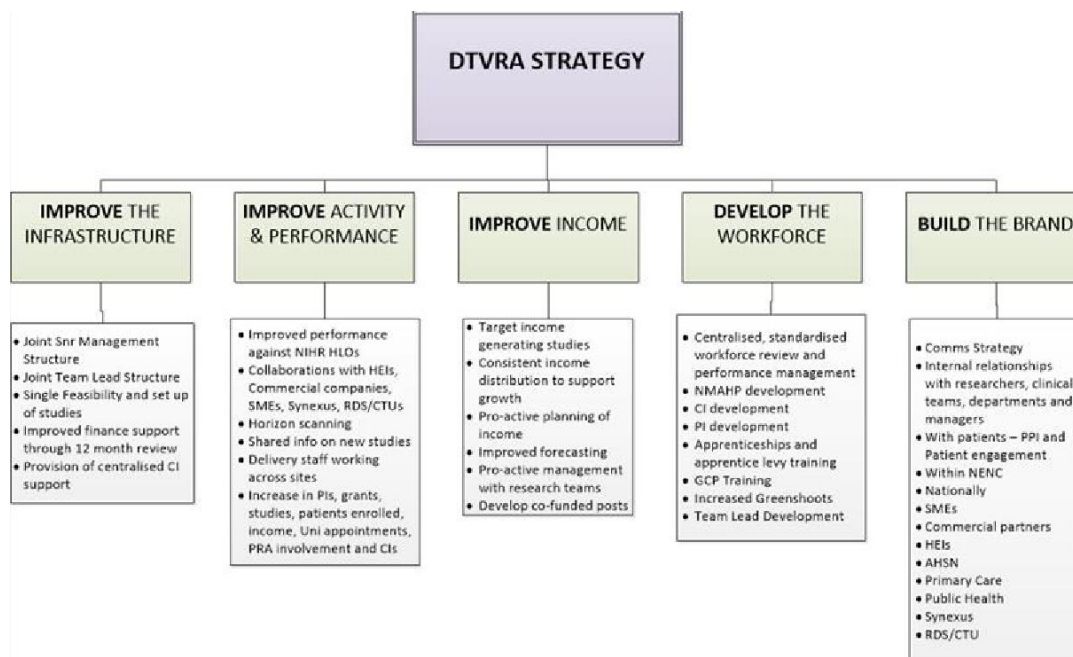 DTVRA STRATEGY
IMPROVE THE
INFRASTRUCTURE
IMPROVE ACTIVITY
& PERFORMANCE
IMPROVE INCOME
DEVELOP THE
WORKFORCE
BUILD THE BRAND
• Joint Snr Management
Structure
• Joint Team Lead Structure
• Single Feasibility and set up
of studies
• Improved finance support
through 12 month review
• Provision of centralised CI
support
• Improved performance
against NIHR HLOs
• Collaborations with HEIs,
Commercial companies,
SMEs, Synexus, RDS/CTUs
• Horizon scanning
• Shared info on new studies
• Delivery staff working
across sites
• Increase in PIs, grants,
studies, patients enrolled,
income, Uni appointments,
PRA involvement and CIs
• Target income
generating studies
• Consistent income
distribution to support
growth
• Pro-active planning of
income
• Improved forecasting
• Pro-active management
with research teams
• Develop co-funded posts
• Centralised, standardised
workforce review and
performance management
• NMAHP development
• CI development
• PI development
• Apprenticeships and
apprentice levy training
• GCP Training
• Increased Greenshoots
• Team Lead Development
• Comms Strategy
• Internal relationships
with researchers, clinical
teams, departments and
managers
• With patients – PPI and
Patient engagement
• Within NENC
• Nationally
• SMEs
• Commercial partners
• HEIs
• AHSN
• Primary Care
• Public Health
• Synexus
• RDS/CTU